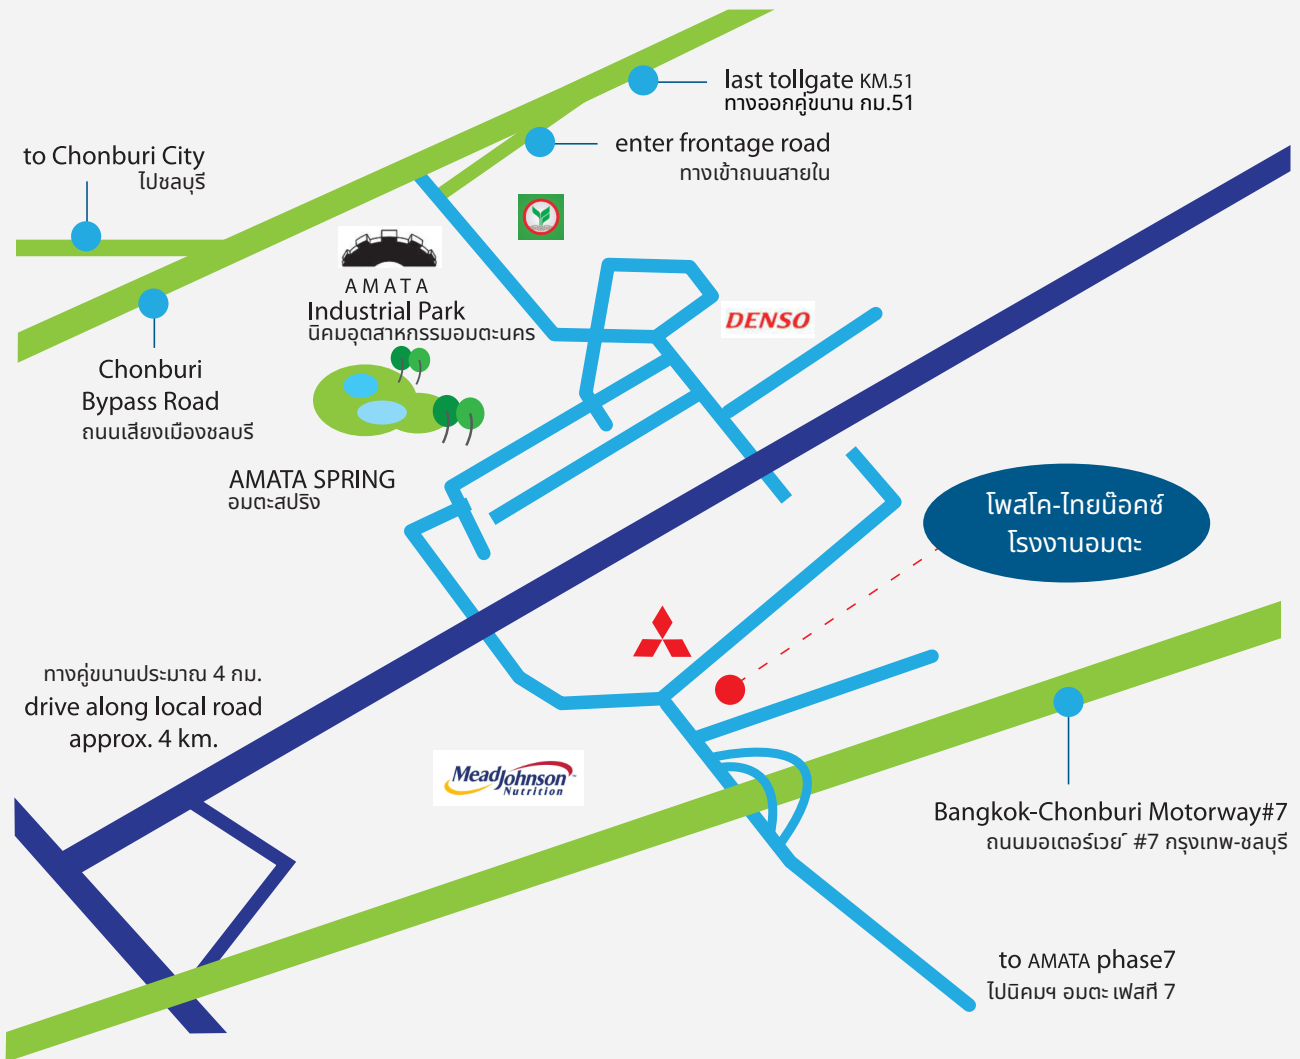 last tollgate KM.51
ทางออกคู่ขนาน กม.51
enter frontage road
ทางเข้าถนนสายใน
to Chonburi City
ไปชลบุรี
AMATA
Industrial Park
นิคมอุตสาหกรรมอมตะนคร
DENSO
Chonburi
Bypass Road
ถนนเสียงเมืองชลบรี
AMATA SPRING
อมตะสปริง
โพสโค-ไทยน๊อคซ์
โรงงานอมตะ
ทางคู่ขนานประมาณ 4 กม.
drive along local road
approx. 4 km.
MeadJohnson™
Nutrition
Bangkok-Chonburi Motorway#7
ถนนมอเตอร์เวย์ #7 กรุงเทพ-ชลบุรี
to AMATA phase7
ไปนิคมฯ อมตะ เฟสที่ 7